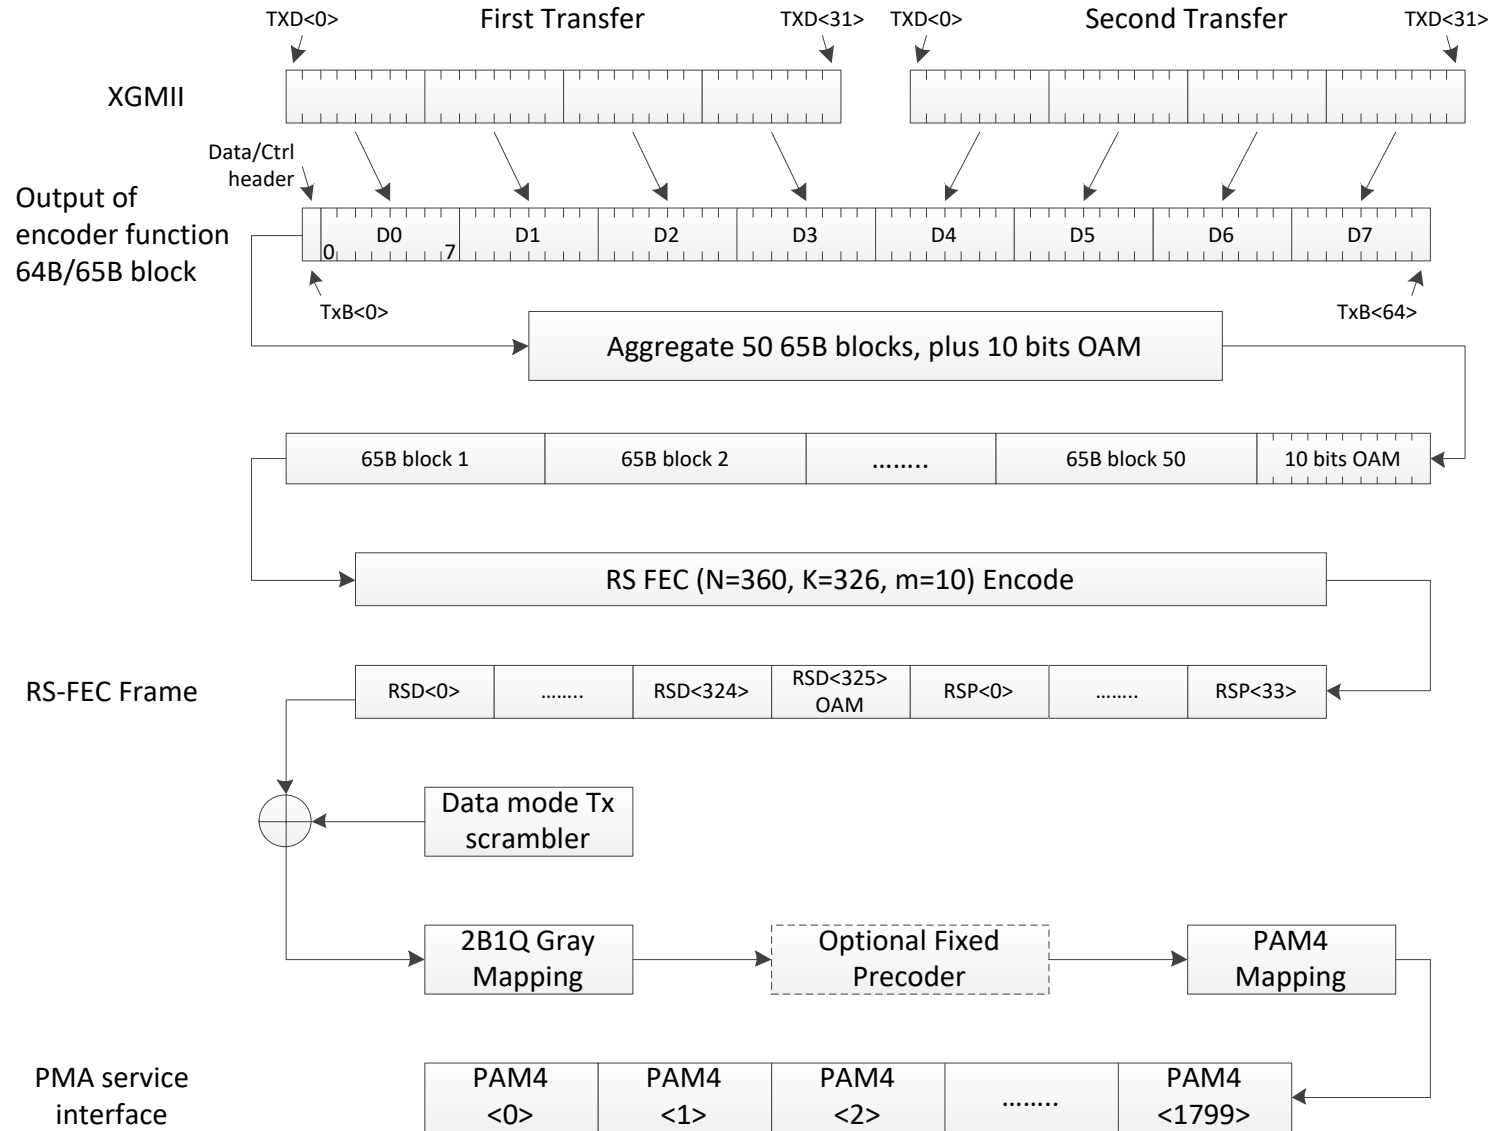 TXD<0>
First Transfer
TXD<31>
TXD<0>
Second Transfer
TXD<31>
XGMII
Data/Ctrl
header
Output of
encoder function
64B/65B block
D0
D1
D2
D3
D4
D5
D6
D7
0
7
TxB<0>
TxB<64>
Aggregate 50 65B blocks, plus 10 bits OAM
65B block 1
65B block 2
........
65B block 50
10 bits OAM
RS FEC (N=360, K=326, m=10) Encode
RS-FEC Frame
RSD<0>
........
RSD<324>
RSD<325>
OAM
RSP<0>
........
RSP<33>
Data mode Tx
scrambler
2B1Q Gray
Mapping
Optional Fixed
Precoder
PAM4
Mapping
PMA service
interface
PAM4
<0>
PAM4
<1>
PAM4
<2>
........
PAM4
<1799>